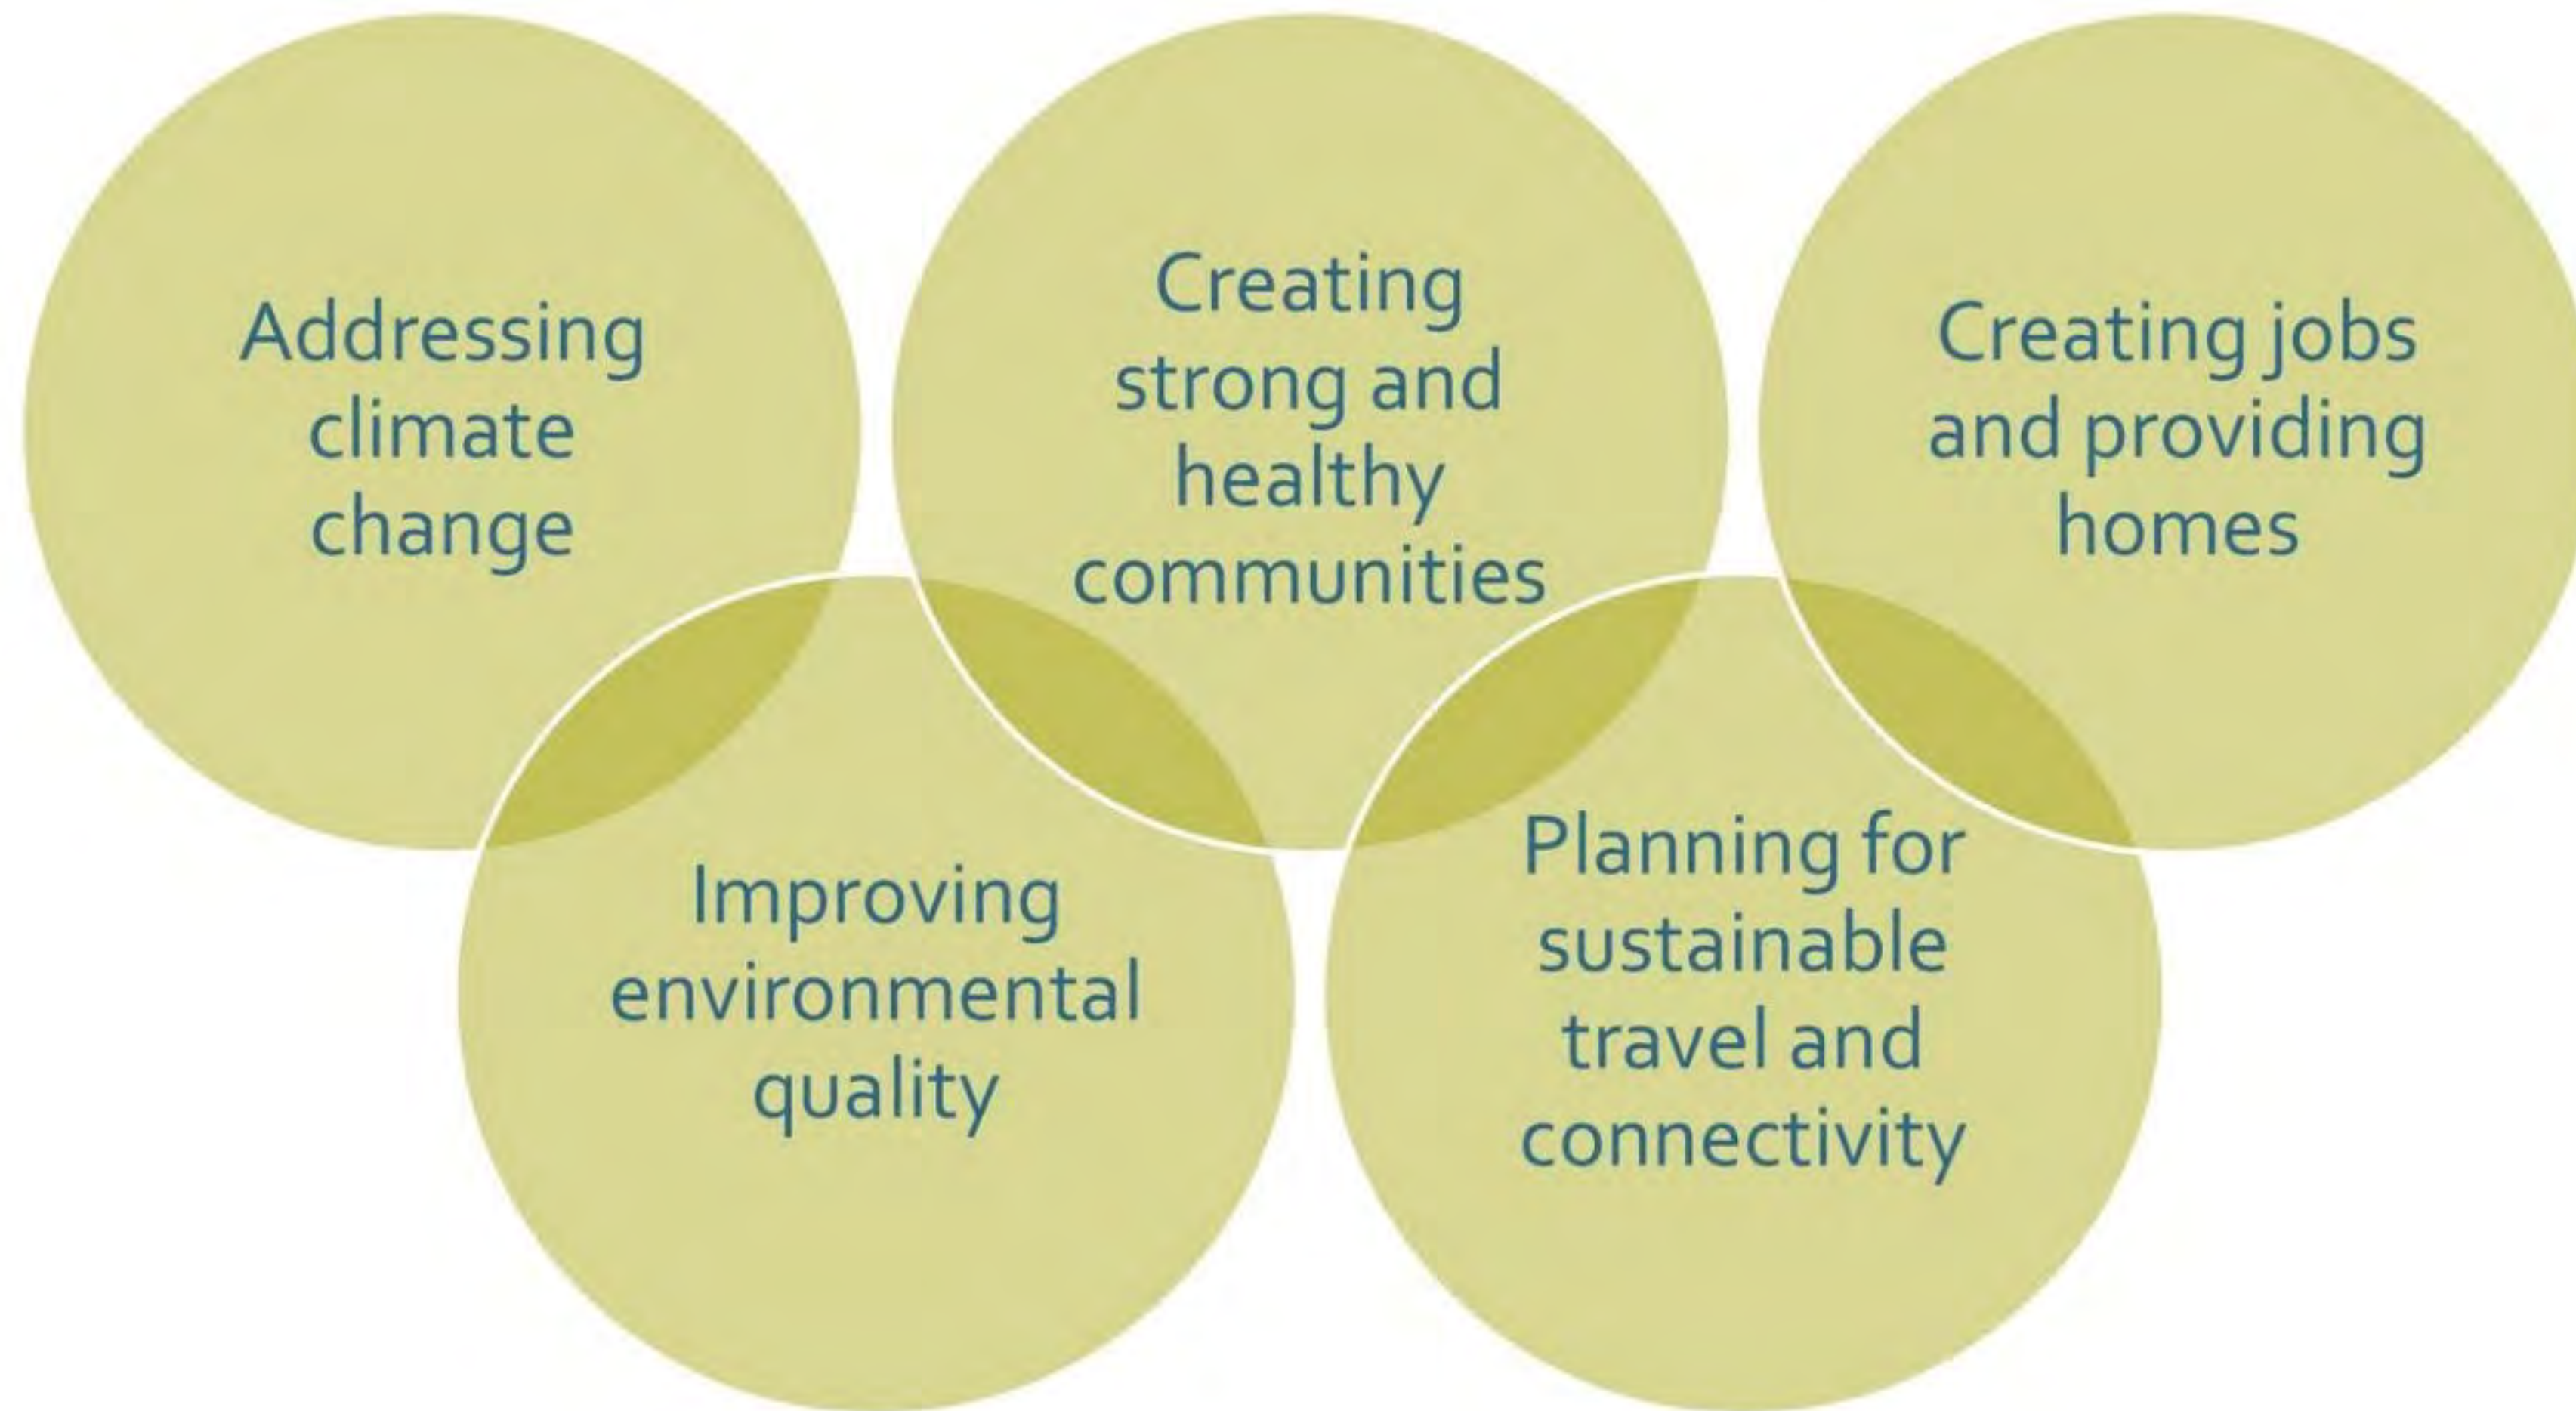 Addressing
climate
change
Creating
strong and
healthy
communities
Creating jobs
and providing
homes
Improving
environmental
quality
Planning for
sustainable
travel and
connectivity